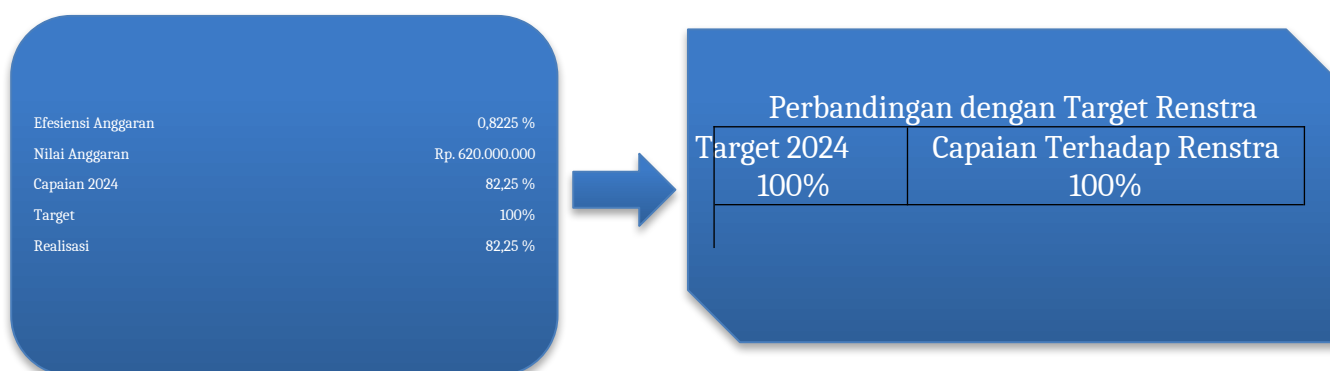 Efesiensi Anggaran 0,8225 %
Nilai Anggaran Rp. 620.000.000
Capaian 2024 82,25 %
Target 100%
Realisasi 82,25 %
Perbandingan dengan Target Renstra
Target 2024 Capaian Terhadap Renstra
100% 100%